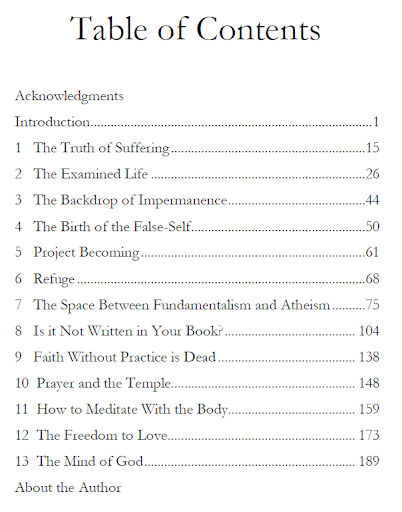 Table of Contents
Acknowledgments
Introduction..........................................................................1
1 The Truth of Suffering...................................................15
2 The Examined Life........................................................26
3 The Backdrop of Impermanence....................................44
4 The Birth of the False-Self..............................................50
5 Project Becoming...........................................................61
6 Refuge............................................................................68
7 The Space Between Fundamentalism and Atheism.........75
8 Is it Not Written in Your Book?.................................. 104
9 Faith Without Practice is Dead.................................... 138
10 Prayer and the Temple................................................ 148
11 How to Meditate With the Body................................. 159
12 The Freedom to Love................................................. 173
13 The Mind of God....................................................... 189
About the Author